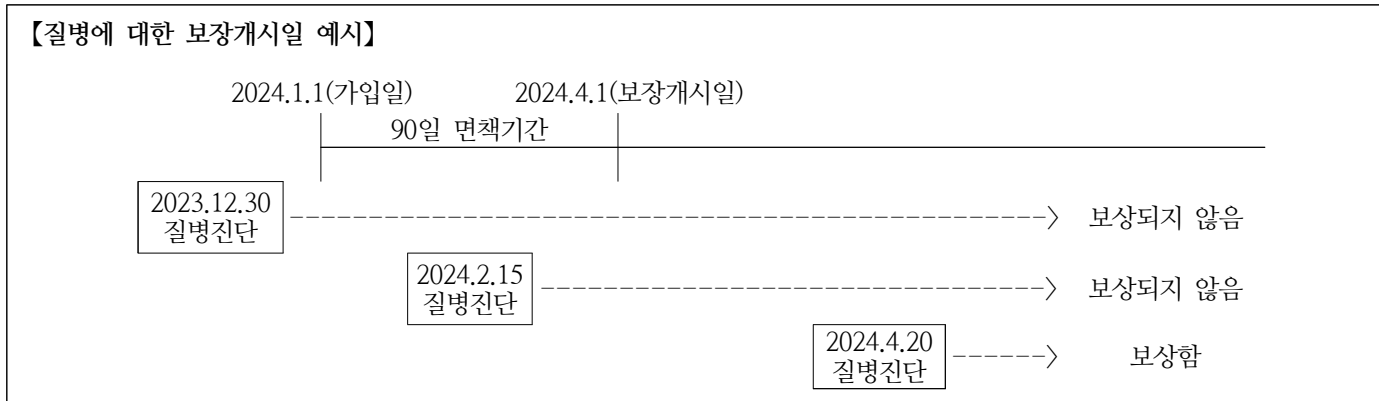 【질병에 대한 보장개시일 예시】
2024.1.1(가입일) 2024.4.1(보장개시일)
90일 면책기간
2023.12.30
질병진단
보상되지 않음
2024.2.15
질병진단
보상되지 않음
2024.4.20
질병진단
보상함